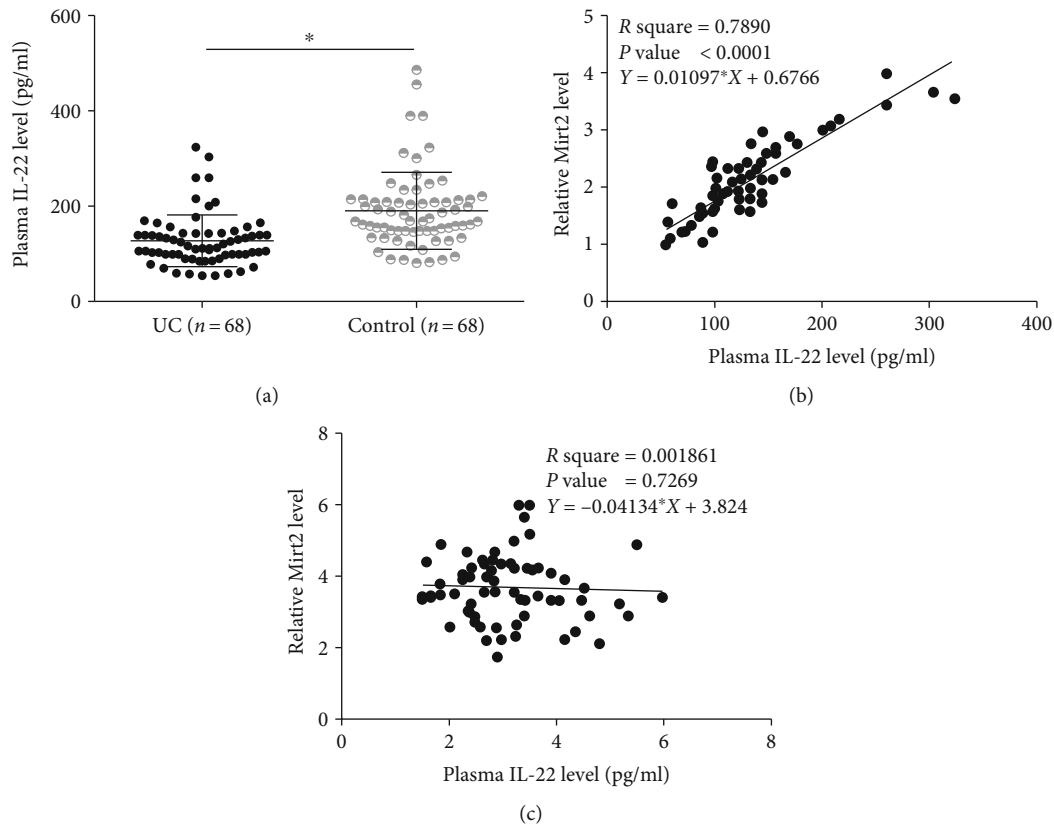 600
400
200
0
Plasma IL-22 level (pg/ml)
*
UC (n = 68)
Control (n = 68)
(a)
5
4
3
2
1
0
Relative Mirt2 level
R square = 0.7890
P value < 0.0001
Y = 0.01097*X + 0.6766
0
100
200
300
400
Plasma IL-22 level (pg/ml)
(b)
8
6
4
2
0
Relative Mirt2 level
R square = 0.001861
P value = 0.7269
Y = –0.04134*X + 3.824
0
2
4
6
8
Plasma IL-22 level (pg/ml)
(c)